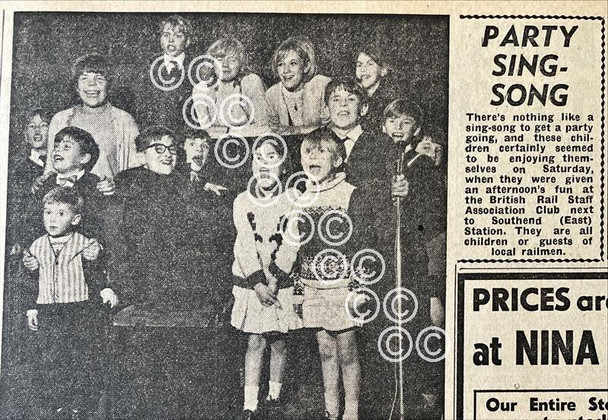 PARTY
SING-
SONG
There's nothing like a
sing-song to get a party
going, and these chil-
dren certainly seemed
to be enjoying them-
selves on Saturday,
when they were given
an afternoon's fun at
the British Rail Staff
Association Club next
to Southend (East)
Station. They are all
children or guests of
local railmen.
PRICES are
at NINA
Our Entire St